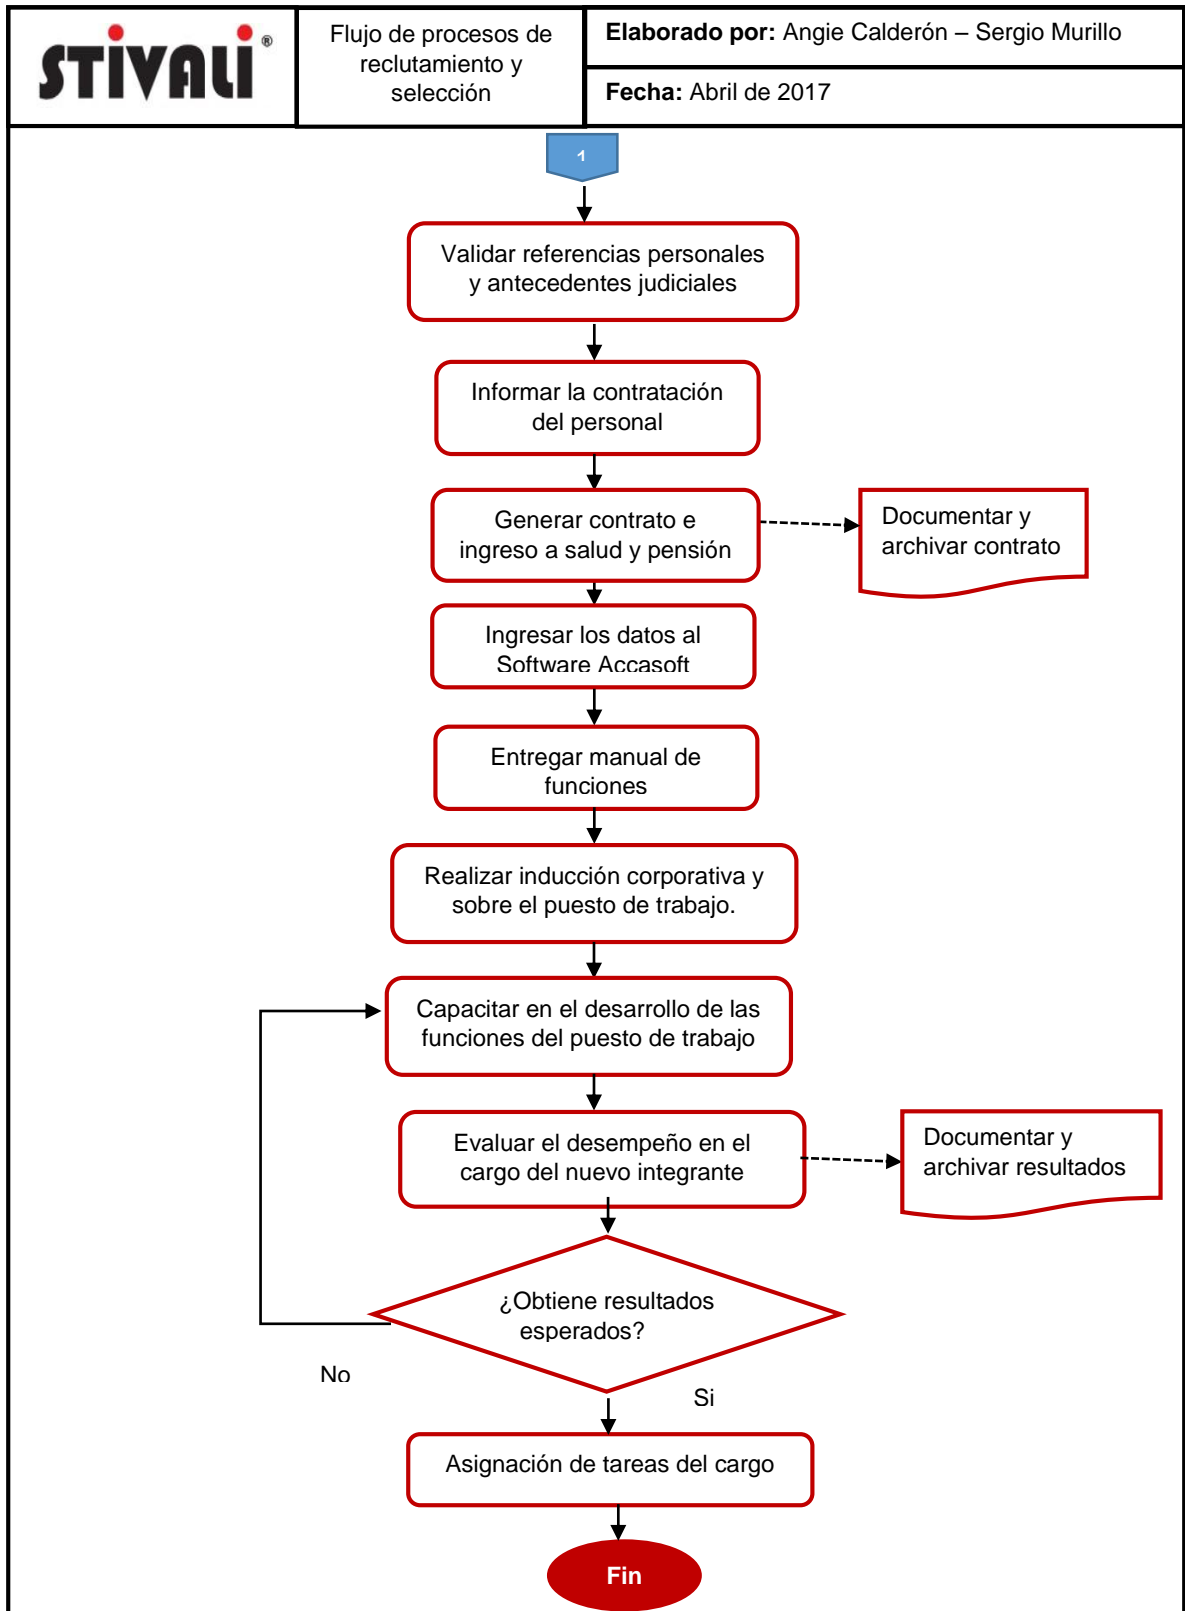 STIVALI®
Flujo de procesos de
reclutamiento y
selección
Elaborado por: Angie Calderón – Sergio Murillo
Fecha: Abril de 2017
1
Validar referencias personales
y antecedentes judiciales
Informar la contratación
del personal
Generar contrato e
ingreso a salud y pensión
Documentar y
archivar contrato
Ingresar los datos al
Software Accasoft
Entregar manual de
funciones
Realizar inducción corporativa y
sobre el puesto de trabajo.
Capacitar en el desarrollo de las
funciones del puesto de trabajo
Evaluar el desempeño en el
cargo del nuevo integrante
Documentar y
archivar resultados
¿Obtiene resultados
esperados?
No
Si
Asignación de tareas del cargo
Fin